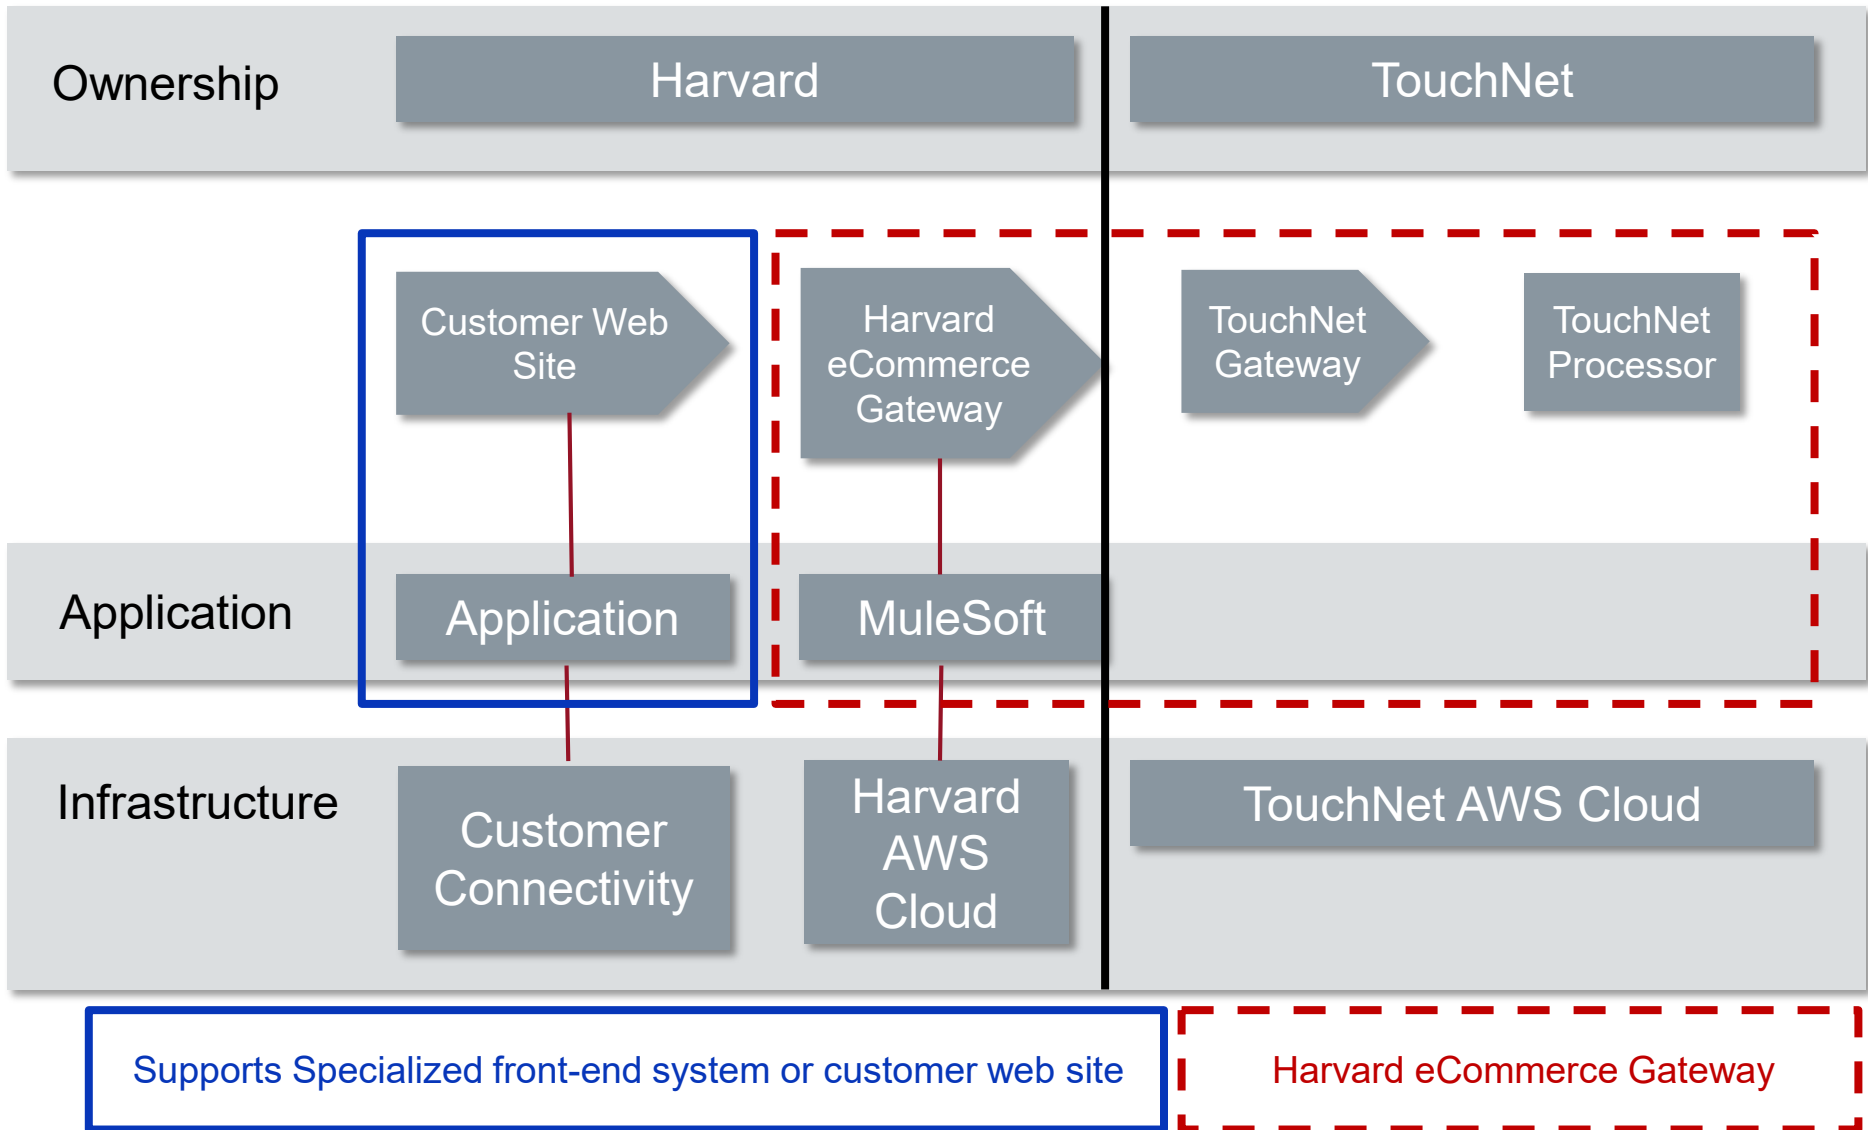 Ownership
Harvard
TouchNet
Customer Web
Site
Harvard
eCommerce
Gateway
TouchNet
Gateway
TouchNet
Processor
Application
Application
MuleSoft
Infrastructure
Customer
Connectivity
Harvard
AWS
Cloud
TouchNet AWS Cloud
Supports Specialized front-end system or customer web site
Harvard eCommerce Gateway